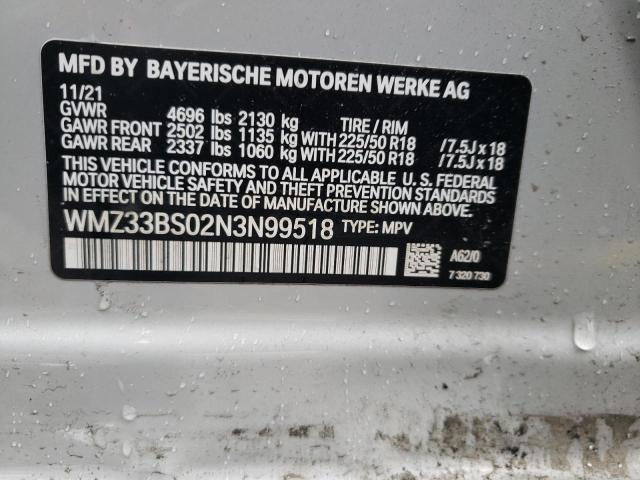 MFD BY BAYERISCHE MOTOREN WERKE AG
11/21
GVWR 4696 lbs 2130 kg TIRE / RIM
GAWR FRONT 2502 lbs 1135 kg WITH 225/50 R18 / 7.5J x 18
GAWR REAR 2337 lbs 1060 kg WITH 225/50 R18 / 7.5J x 18
THIS VEHICLE CONFORMS TO ALL APPLICABLE U. S. FEDERAL
MOTOR VEHICLE SAFETY AND THEFT PREVENTION STANDARDS
IN EFFECT ON THE DATE OF MANUFACTURE SHOWN ABOVE.
WMZ33BS02N3N99518 TYPE: MPV
A62/0
7 320 730